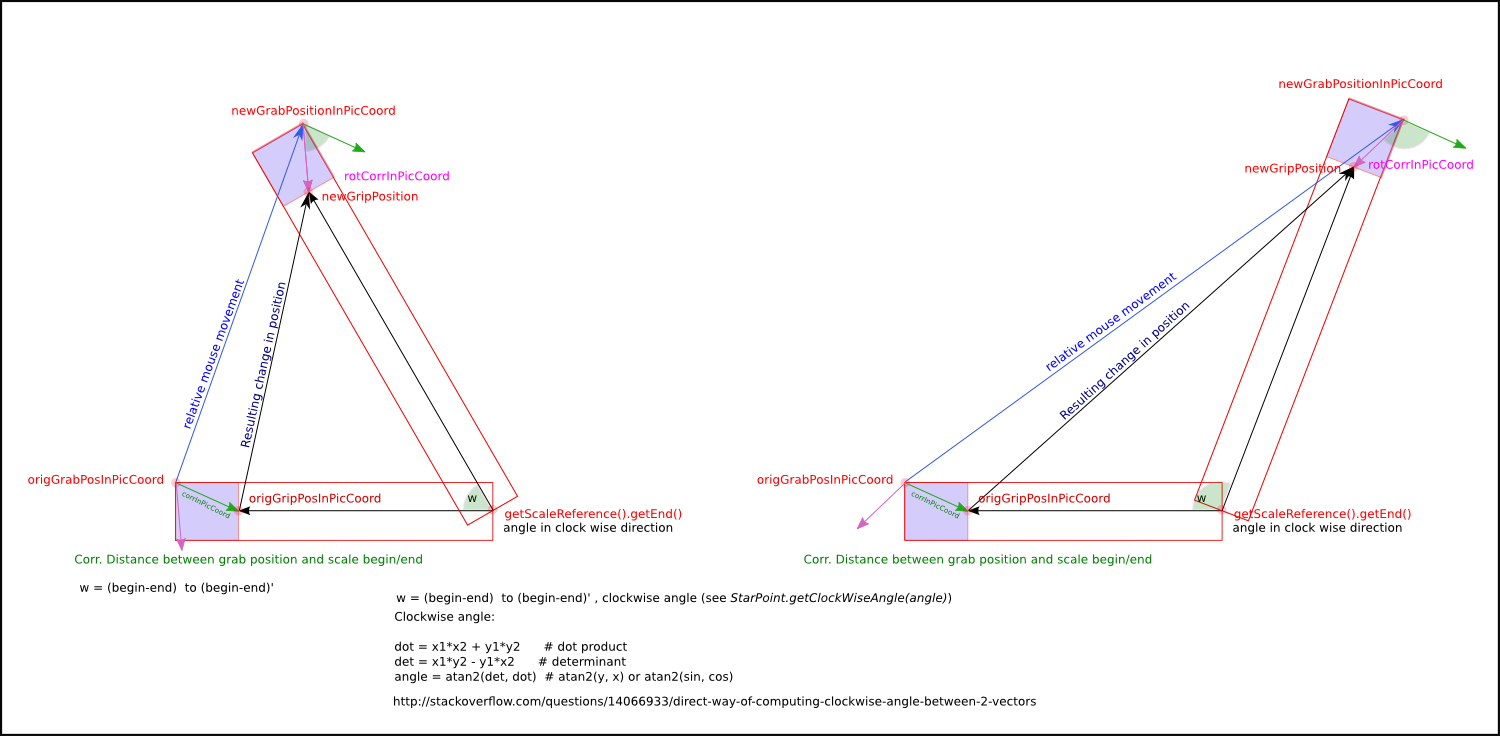 newGrabPositionInPicCoord
newGrabPositionInPicCoord
rotCorrInPicCoord
newGripPosition
newGripPosition
rotCorrInPicCoord
relative mouse movement
Resulting change in position
relative mouse movement
Resulting change in position
origGrabPosInPicCoord
corrInPicCoord
origGripPosInPicCoord
w
getScaleReference().getEnd()
angle in clock wise direction
origGrabPosInPicCoord
corrInPicCoord
origGripPosInPicCoord
w
getScaleReference().getEnd()
angle in clock wise direction
Corr. Distance between grab position and scale begin/end
Corr. Distance between grab position and scale begin/end
w = (begin-end)  to (begin-end)'
w = (begin-end)  to (begin-end)' , clockwise angle (see StarPoint.getClockWiseAngle(angle))
Clockwise angle:
dot = x1*x2 + y1*y2      # dot product
det = x1*y2 - y1*x2      # determinant
angle = atan2(det, dot)  # atan2(y, x) or atan2(sin, cos)
http://stackoverflow.com/questions/14066933/direct-way-of-computing-clockwise-angle-between-2-vectors